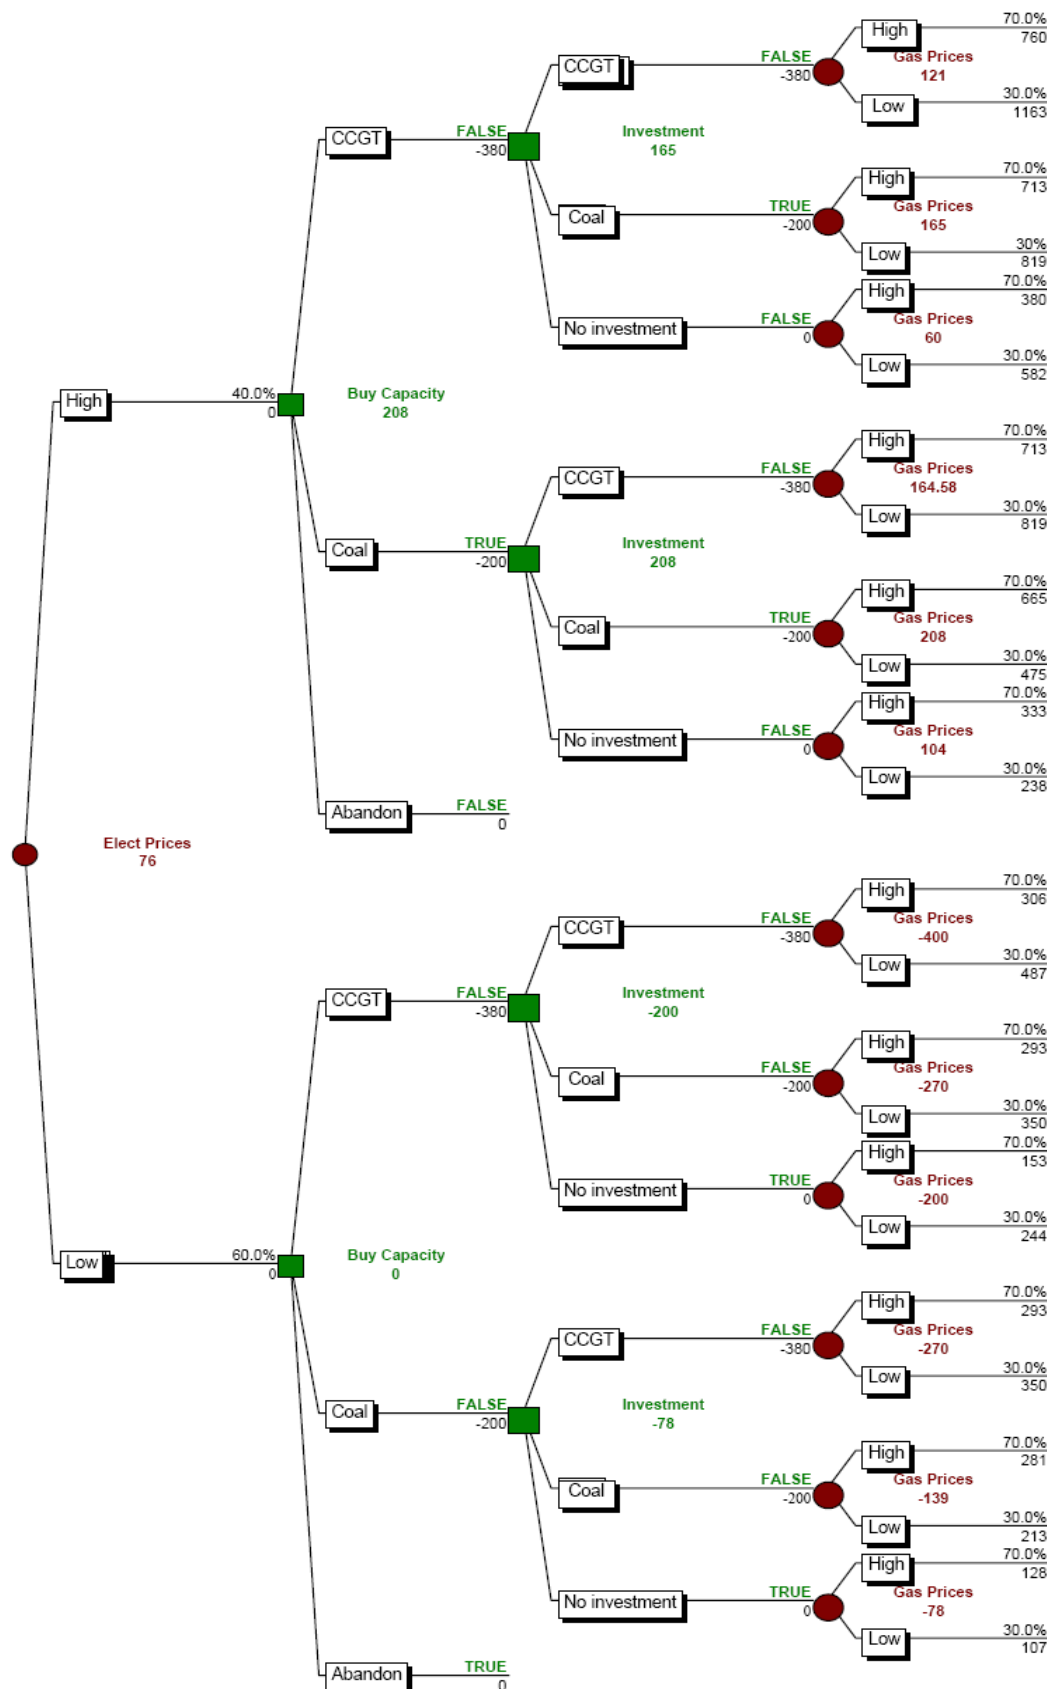 70.0%
High
760
FALSE
Gas Prices
CCGT
-380
121
30.0%
Low
1163
FALSE
Investment
CCGT
-380
165
70.0%
High
713
TRUE
Gas Prices
Coal
-200
165
30%
Low
819
70.0%
High
380
FALSE
Gas Prices
No investment
0
60
30.0%
Low
582
40.0%
Buy Capacity
High
0
208
70.0%
High
713
FALSE
Gas Prices
CCGT
-380
164.58
30.0%
Low
819
TRUE
Investment
Coal
-200
208
70.0%
High
665
TRUE
Gas Prices
Coal
-200
208
30.0%
Low
475
70.0%
High
333
FALSE
Gas Prices
No investment
0
104
30.0%
Low
238
FALSE
Abandon
0
Elect Prices
76
70.0%
High
306
FALSE
Gas Prices
CCGT
-380
-400
30.0%
Low
487
FALSE
Investment
CCGT
-380
-200
70.0%
High
293
FALSE
Gas Prices
Coal
-200
-270
30.0%
Low
350
70.0%
High
153
TRUE
Gas Prices
No investment
0
-200
30.0%
Low
244
60.0%
Buy Capacity
Low
0
0
70.0%
High
293
FALSE
Gas Prices
CCGT
-380
-270
30.0%
Low
350
FALSE
Investment
Coal
-200
-78
70.0%
High
281
FALSE
Gas Prices
Coal
-200
-139
30.0%
Low
213
70.0%
High
128
TRUE
Gas Prices
No investment
0
-78
30.0%
Low
107
TRUE
Abandon
0